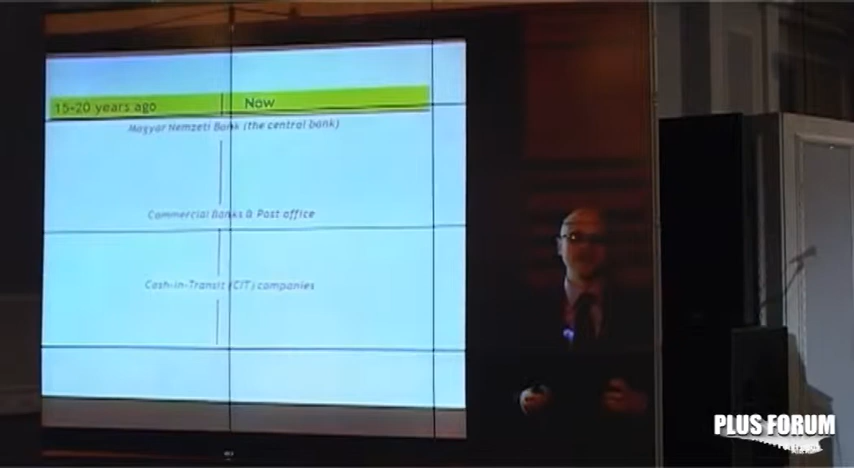 15-20 years ago
Now
Magyar Nemzeti Bank (the central bank)
Commercial Banks & Post office
Cash-in-Transit (CIT) companies
PLUS FORUM